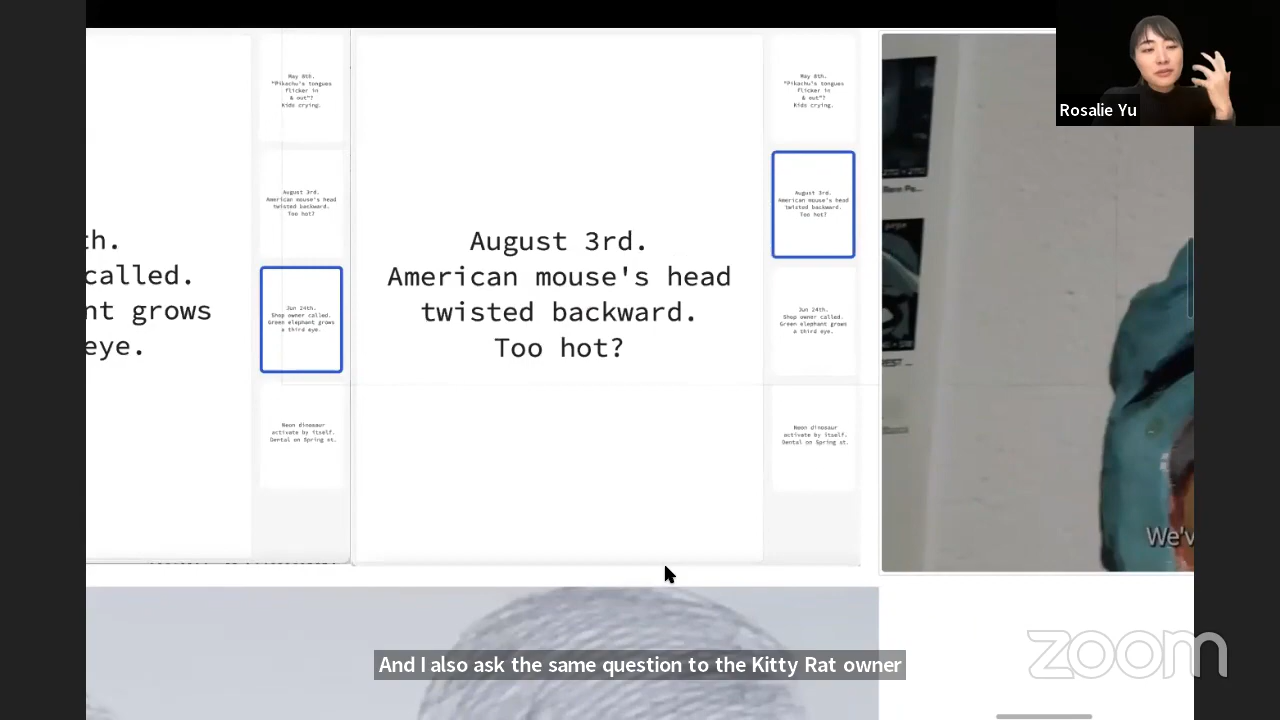 th.
called.
nt grows
eye.
May 8th.
"Pikachu's tongues
flicker in
& out"?
Kids crying.
August 3rd.
American mouse's head
twisted backward.
Too hot?
Jun 24th.
Shop owner called.
Green elephant grows
a third eye.
Neon dinosaur
activate by itself.
Dental on Spring st.
August 3rd.
American mouse's head
twisted backward.
Too hot?
May 8th.
"Pikachu's tongues
flicker in
& out"?
Kids crying.
August 3rd.
American mouse's head
twisted backward.
Too hot?
Jun 24th.
Shop owner called.
Green elephant grows
a third eye.
Neon dinosaur
activate by itself.
Dental on Spring st.
Rosalie Yu
We'v
And I also ask the same question to the Kitty Rat owner
zoom